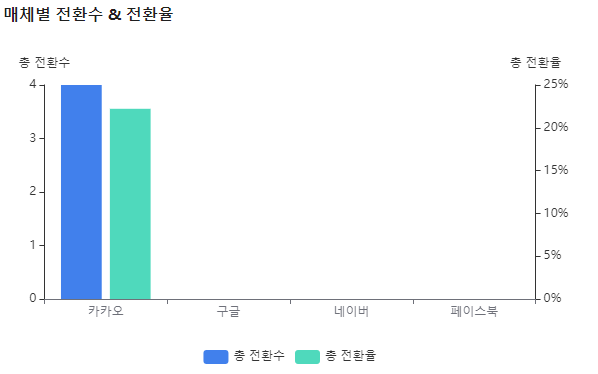 매체별 전환수 & 전환율
총 전환수 총 전환율
4 25%
20%
3
15%
2
10%
1
5%
0 0%
카카오 구글 네이버 페이스북
총 전환수 총 전환율